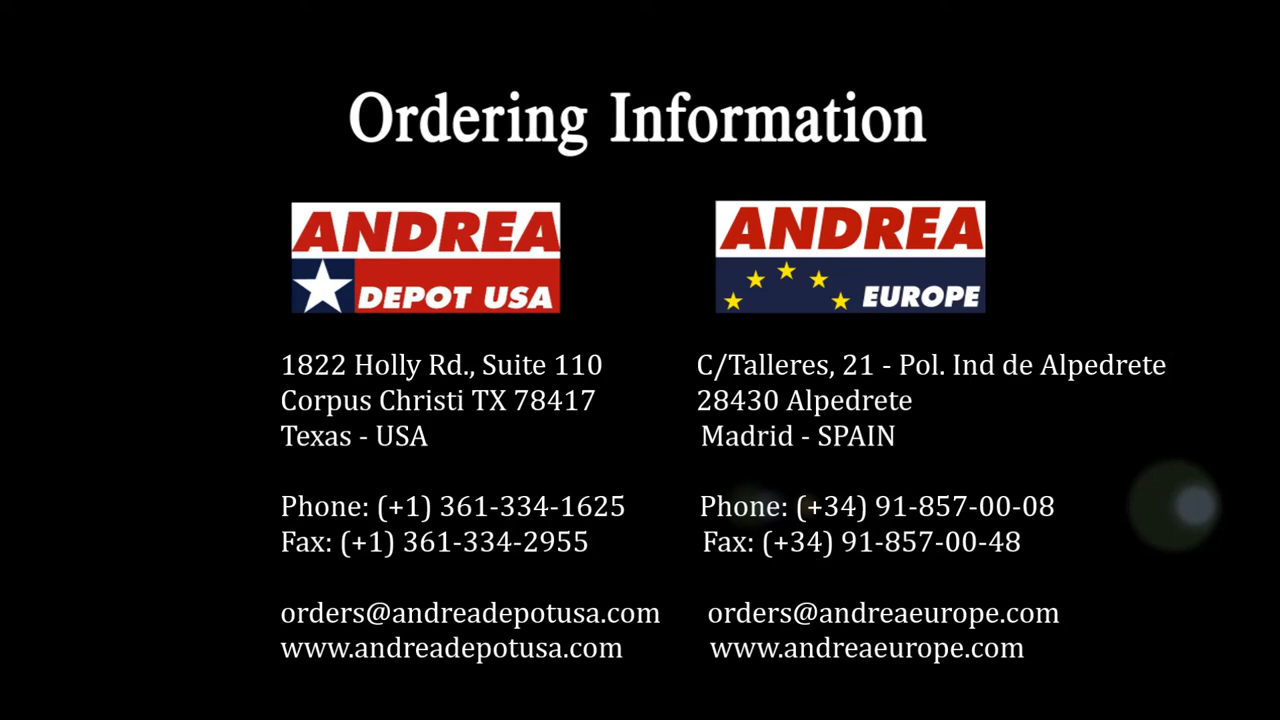 Ordering Information
ANDREA
DEPOT USA
1822 Holly Rd., Suite 110
Corpus Christi TX 78417
Texas - USA
Phone: (+1) 361-334-1625
Fax: (+1) 361-334-2955
orders@andreadepotusa.com
www.andreadepotusa.com
ANDREA
EUROPE
C/Talleres, 21 - Pol. Ind de Alpedrete
28430 Alpedrete
Madrid - SPAIN
Phone: (+34) 91-857-00-08
Fax: (+34) 91-857-00-48
orders@andreaeurope.com
www.andreaeurope.com